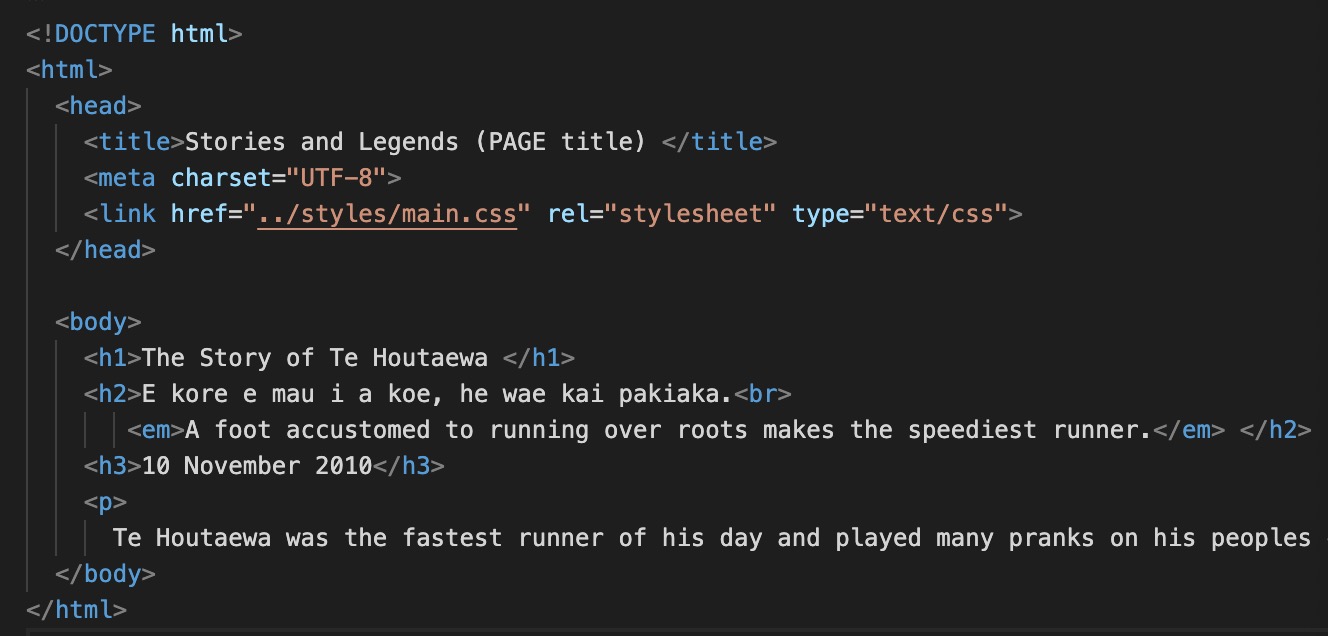 <!DOCTYPE html>
<html>
<head>
<title>Stories and Legends (PAGE title) </title>
<meta charset="UTF-8">
<link href="../styles/main.css" rel="stylesheet" type="text/css">
</head>
<body>
<h1>The Story of Te Houtaewa </h1>
<h2>E kore e mau i a koe, he wae kai pakiaka.<br>
<em>A foot accustomed to running over roots makes the speediest runner.</em> </h2>
<h3>10 November 2010</h3>
<p>
Te Houtaewa was the fastest runner of his day and played many pranks on his peoples
</body>
</html>